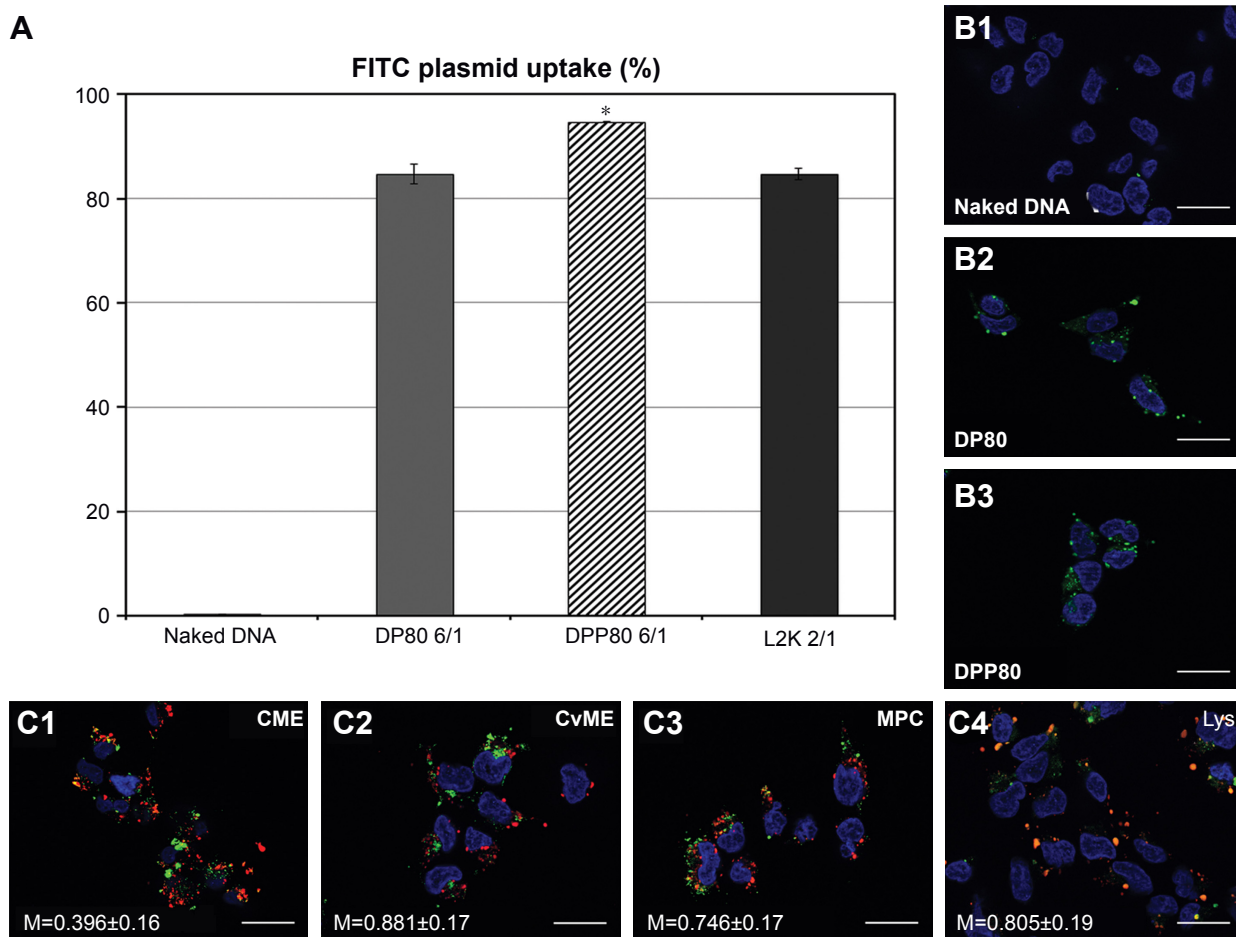 A
FITC plasmid uptake (%)
100
80
60
40
20
0
*
Naked DNA
DP80 6/1
DPP80 6/1
L2K 2/1
B1
Naked DNA
B2
DP80
B3
DPP80
C1
CME
M=0.396±0.16
C2
CvME
M=0.881±0.17
C3
MPC
M=0.746±0.17
C4
Lys
M=0.805±0.19